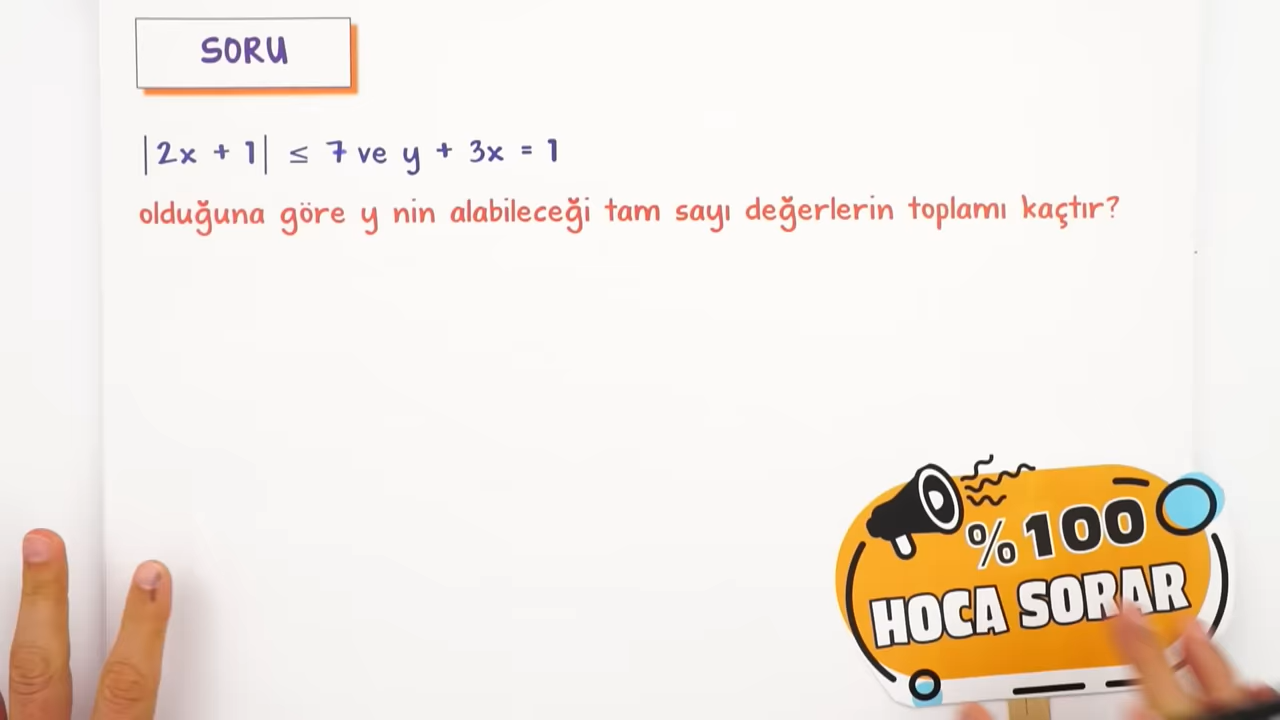 SORU
|2x + 1| ≤ 7 ve y + 3x = 1
olduğuna göre y nin alabileceği tam sayı değerlerin toplamı kaçtır?
%100
HOCA SORAR